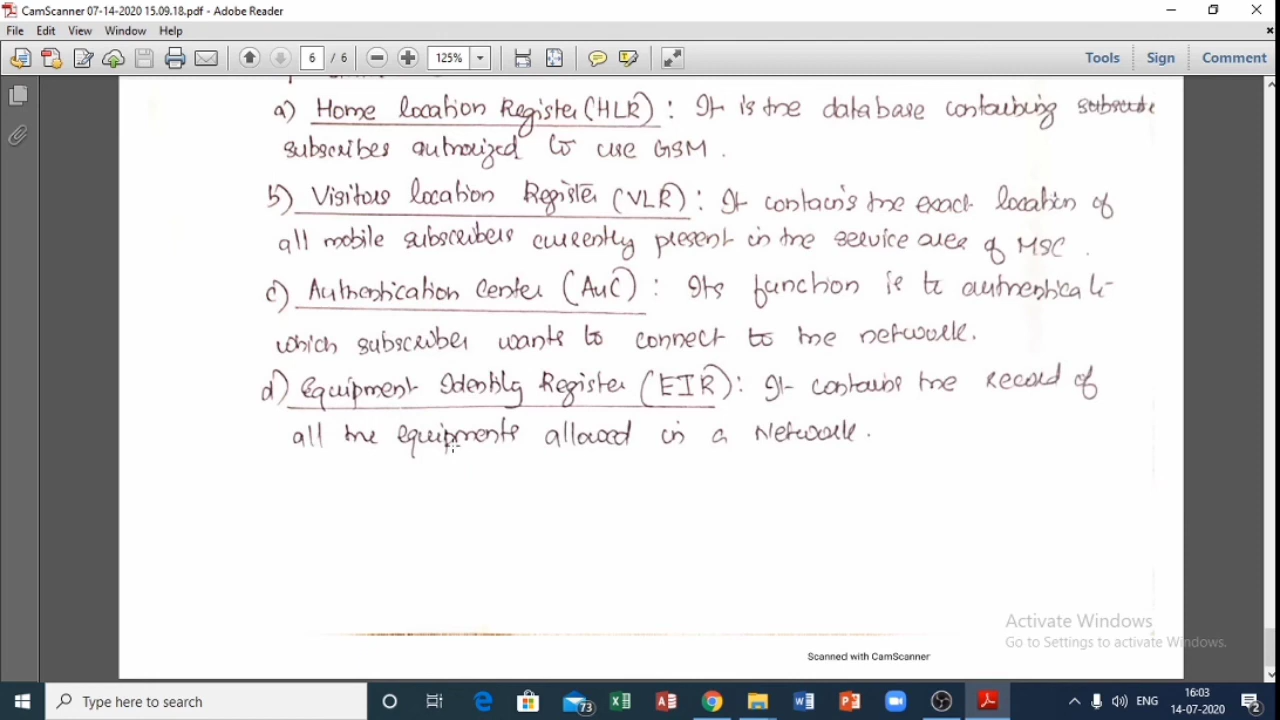 CamScanner 07-14-2020 15.09.18.pdf - Adobe Reader
File Edit View Window Help
6 / 6 125% Tools Sign Comment
a) Home location Register (HLR) : It is the database containing subscribe
subscribes authorized to use GSM .
b) Visitors location Register (VLR) : It contains the exact location of
all mobile subscribers currently present in the service area of MSC .
c) Authentication Center (AuC) : Its function is to authenticate
which subscriber wants to connect to the network.
d) Equipment Identity Register (EIR) : It contains the record of
all the equipments allowed in a Network .
Activate Windows
Go to Settings to activate Windows.
Scanned with CamScanner
Type here to search 73 ENG 16:03 14-07-2020 2